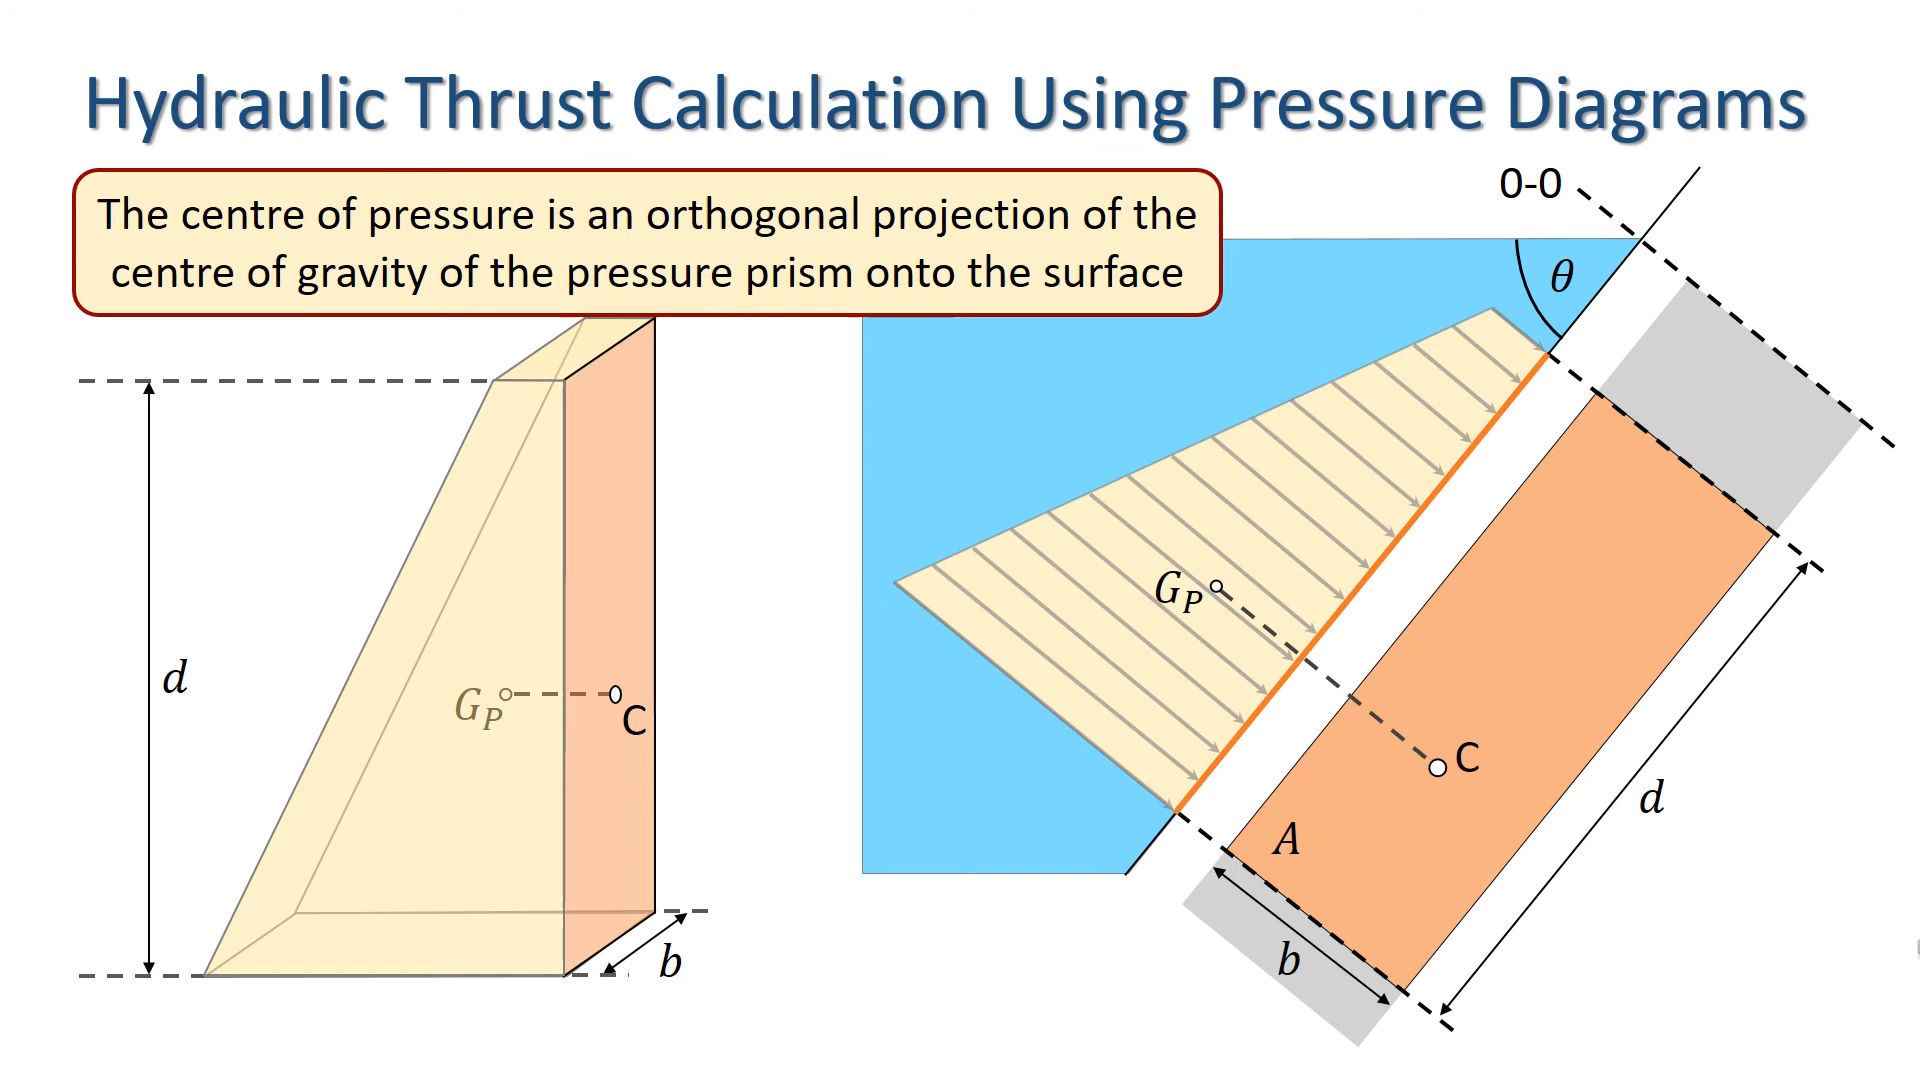 Hydraulic Thrust Calculation Using Pressure Diagrams
The centre of pressure is an orthogonal projection of the
centre of gravity of the pressure prism onto the surface
0-0
θ
d
G_P
C
b
G_P
C
d
A
b